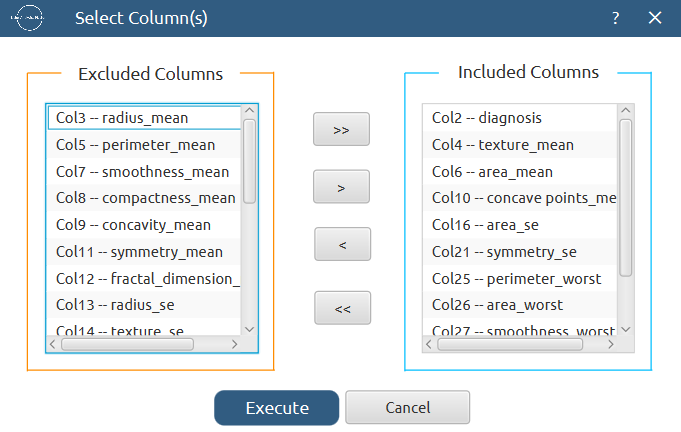 Select Column(s)
?
Excluded Columns
Col3 -- radius_mean
Col5 -- perimeter_mean
Col7 -- smoothness_mean
Col8 -- compactness_mean
Col9 -- concavity_mean
Col11 -- symmetry_mean
Col12 -- fractal_dimension_
Col13 -- radius_se
Col14 -- texture_se
>>
>
<
<<
Included Columns
Col2 -- diagnosis
Col4 -- texture_mean
Col6 -- area_mean
Col10 -- concave points_me
Col16 -- area_se
Col21 -- symmetry_se
Col25 -- perimeter_worst
Col26 -- area_worst
Col27 -- smoothness_worst
Execute
Cancel